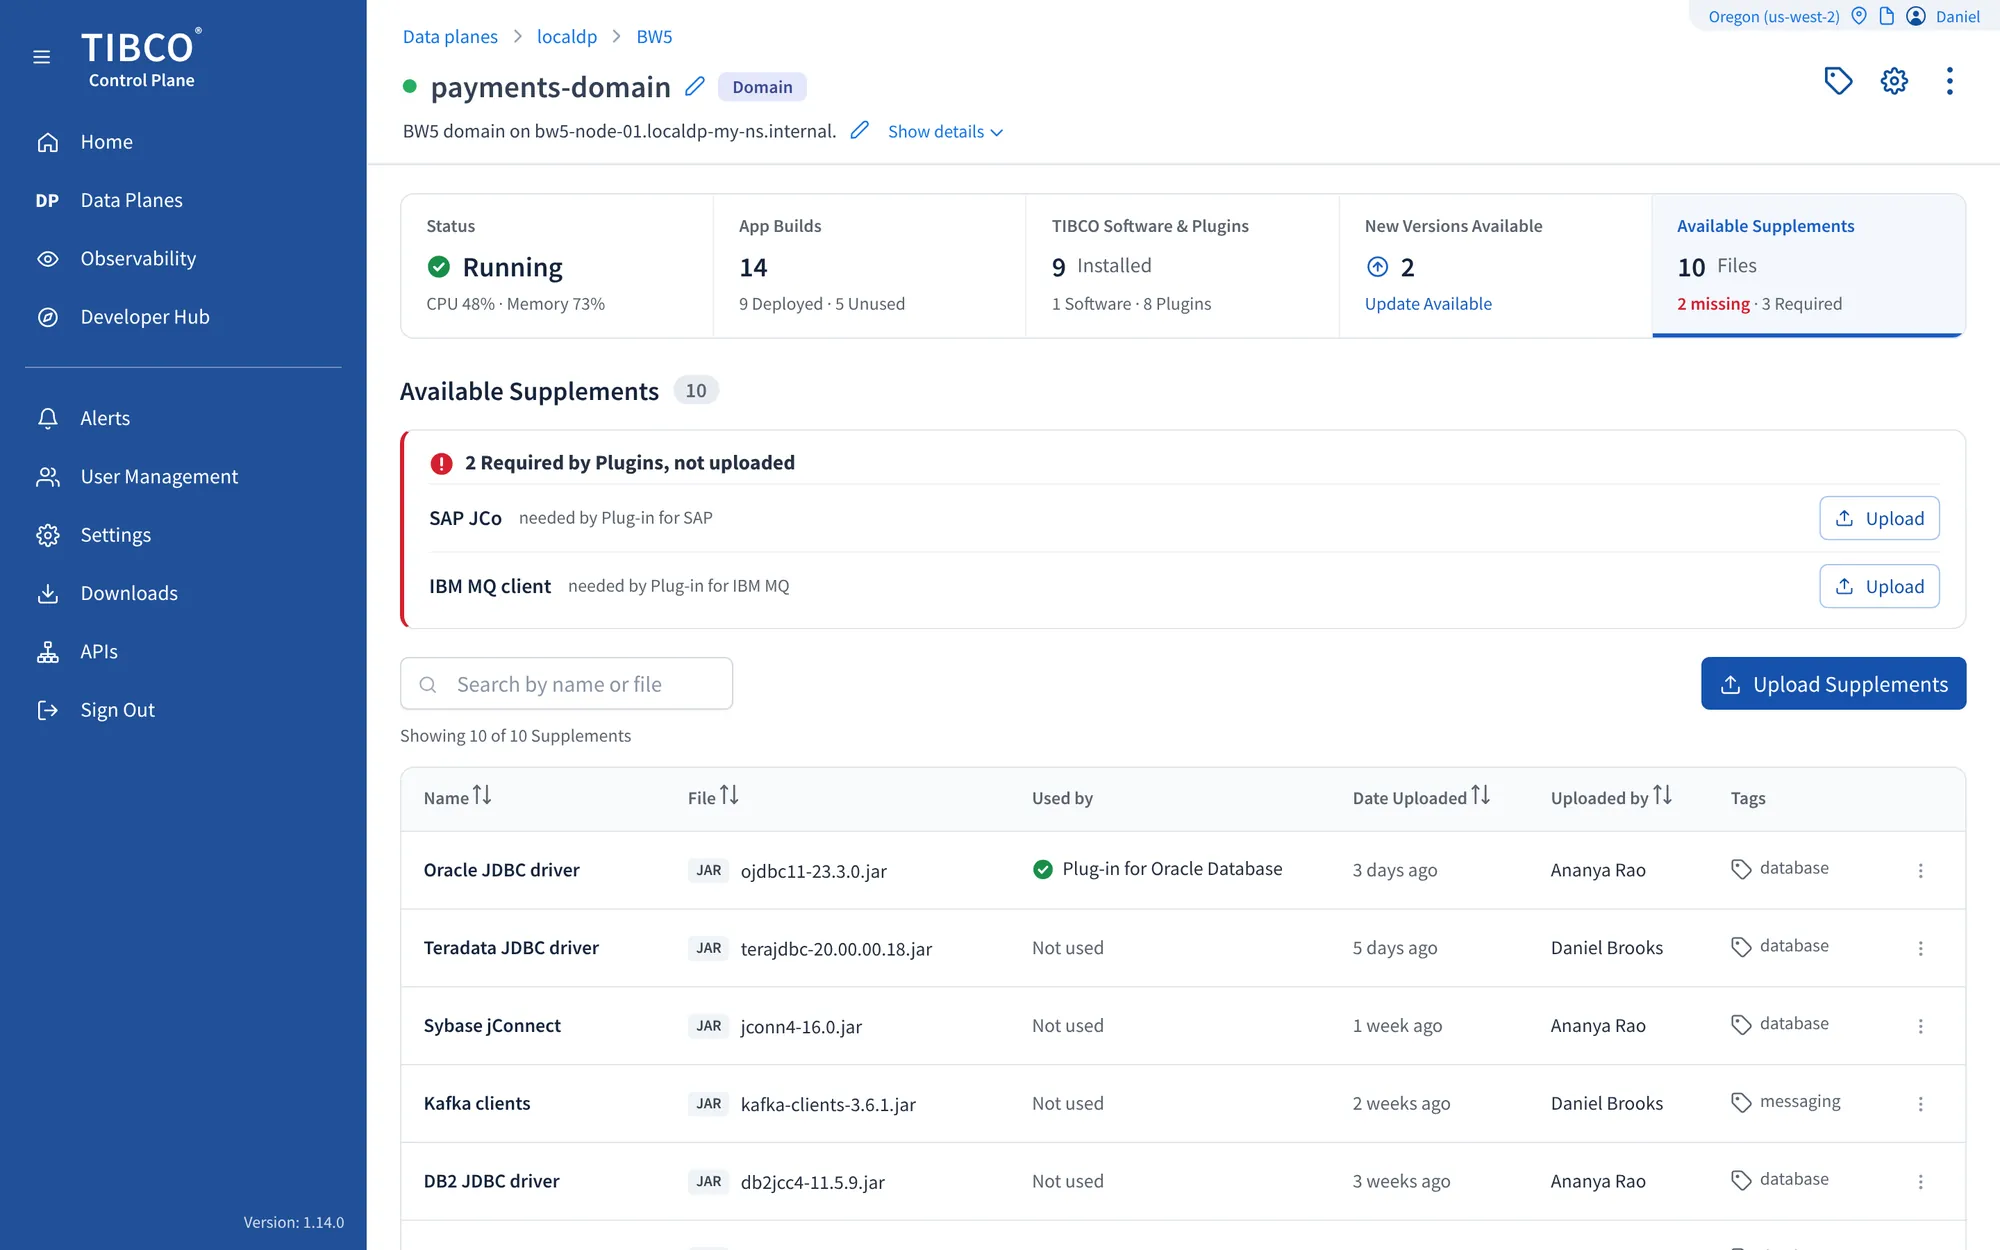 Oregon (us-west-2) Daniel
TIBCO®
Control Plane
Home
DP Data Planes
Observability
Developer Hub
Alerts
User Management
Settings
Downloads
APIs
Sign Out
Version: 1.14.0
Data planes > localdp > BW5
payments-domain Domain
BW5 domain on bw5-node-01.localdp-my-ns.internal. Show details
Status
Running
CPU 48% · Memory 73%
App Builds
14
9 Deployed · 5 Unused
TIBCO Software & Plugins
9 Installed
1 Software · 8 Plugins
New Versions Available
2
Update Available
Available Supplements
10 Files
2 missing · 3 Required
Available Supplements 10
2 Required by Plugins, not uploaded
SAP JCo needed by Plug-in for SAP Upload
IBM MQ client needed by Plug-in for IBM MQ Upload
Search by name or file Upload Supplements
Showing 10 of 10 Supplements
Name File Used by Date Uploaded Uploaded by Tags
Oracle JDBC driver JAR ojdbc11-23.3.0.jar Plug-in for Oracle Database 3 days ago Ananya Rao database
Teradata JDBC driver JAR terajdbc-20.00.00.18.jar Not used 5 days ago Daniel Brooks database
Sybase jConnect JAR jconn4-16.0.jar Not used 1 week ago Ananya Rao database
Kafka clients JAR kafka-clients-3.6.1.jar Not used 2 weeks ago Daniel Brooks messaging
DB2 JDBC driver JAR db2jcc4-11.5.9.jar Not used 3 weeks ago Ananya Rao database